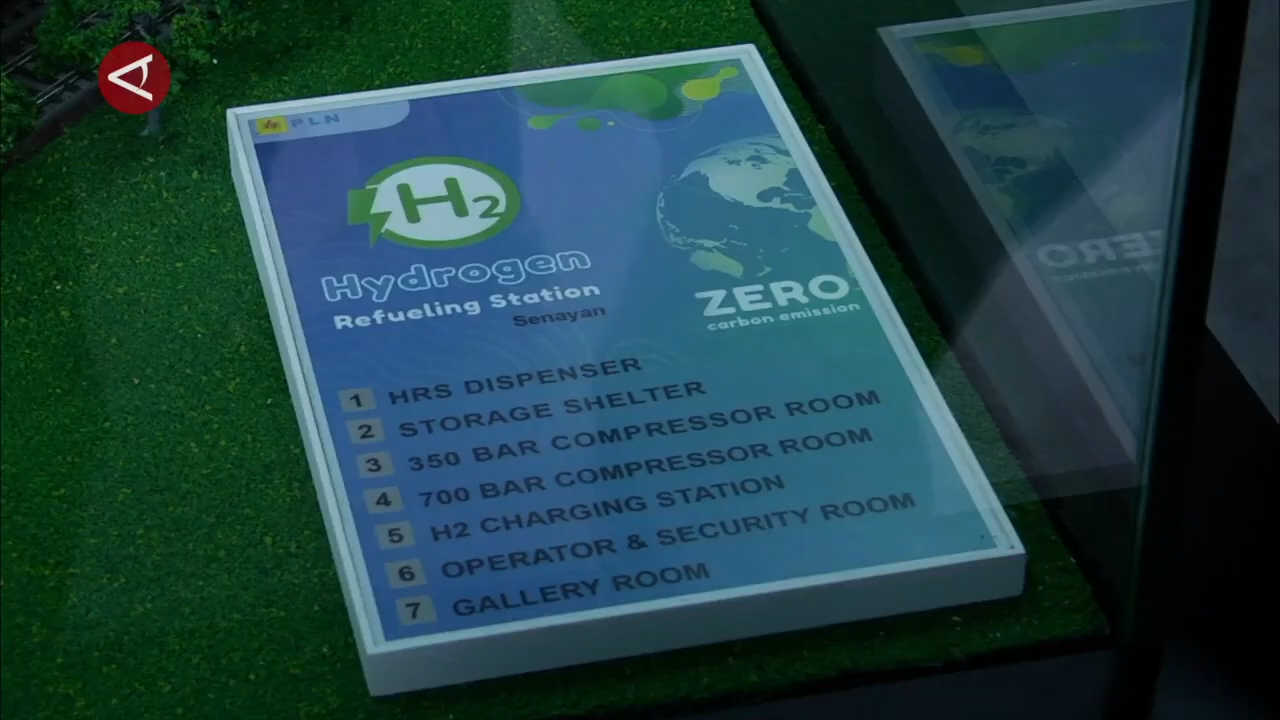 PLN
H2
Hydrogen
Refueling Station
Senayan
ZERO
carbon emission
1 HRS DISPENSER
2 STORAGE SHELTER
3 350 BAR COMPRESSOR ROOM
4 700 BAR COMPRESSOR ROOM
5 H2 CHARGING STATION
6 OPERATOR & SECURITY ROOM
7 GALLERY ROOM